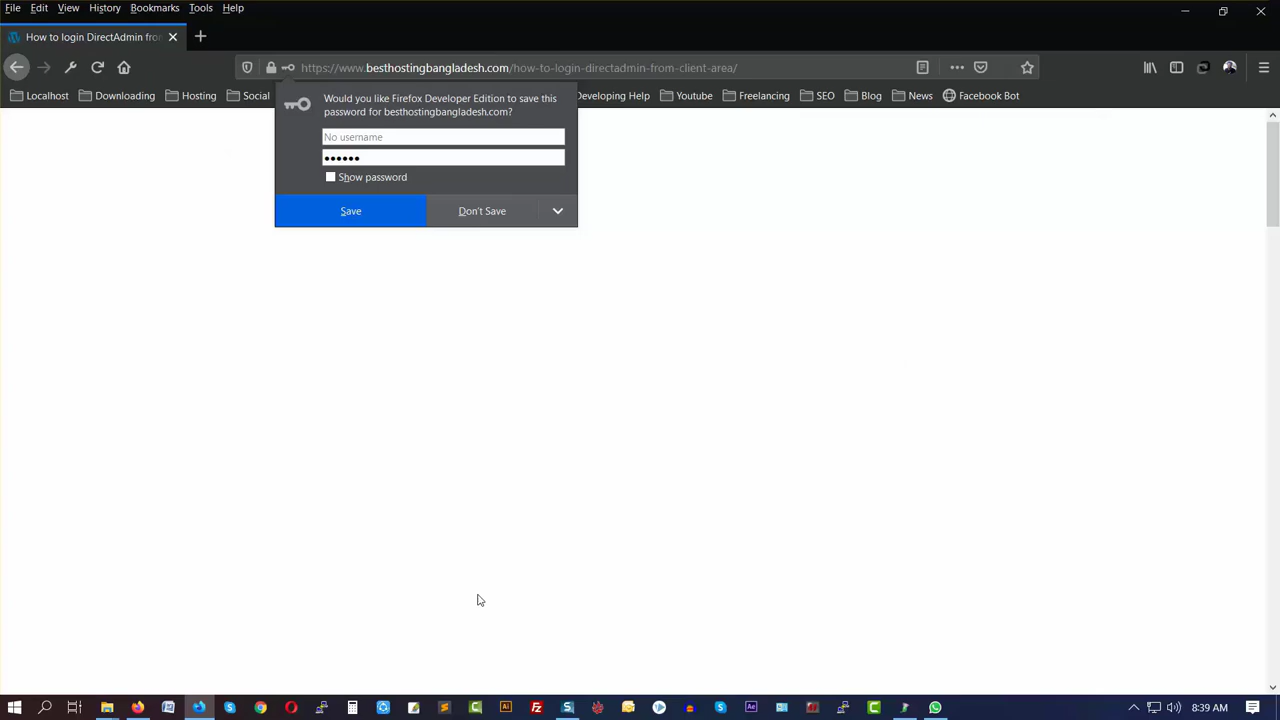 File Edit View History Bookmarks Tools Help
How to login DirectAdmin fro
https://www.besthostingbangladesh.com/how-to-login-directadmin-from-client-area/
Localhost Downloading Hosting Social Developing Help Youtube Freelancing SEO Blog News Facebook Bot
Would you like Firefox Developer Edition to save this
password for besthostingbangladesh.com?
No username
••••••
Show password
Save Don't Save
8:39 AM